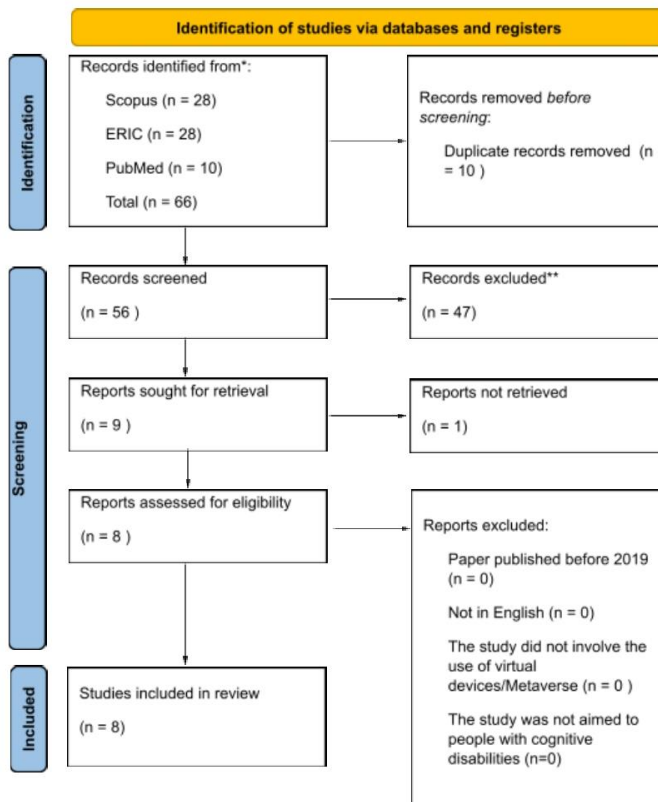 Identification of studies via databases and registers
Identification
Records identified from*:
Scopus (n = 28)
ERIC (n = 28)
PubMed (n = 10)
Total (n = 66)
Records removed before
screening:
Duplicate records removed (n
= 10 )
Screening
Records screened
(n = 56 )
Records excluded**
(n = 47)
Reports sought for retrieval
(n = 9 )
Reports not retrieved
(n = 1)
Reports assessed for eligibility
(n = 8 )
Reports excluded:
Paper published before 2019
(n = 0)
Not in English (n = 0)
The study did not involve the
use of virtual
devices/Metaverse (n = 0 )
The study was not aimed to
people with cognitive
disabilities (n=0)
Included
Studies included in review
(n = 8)